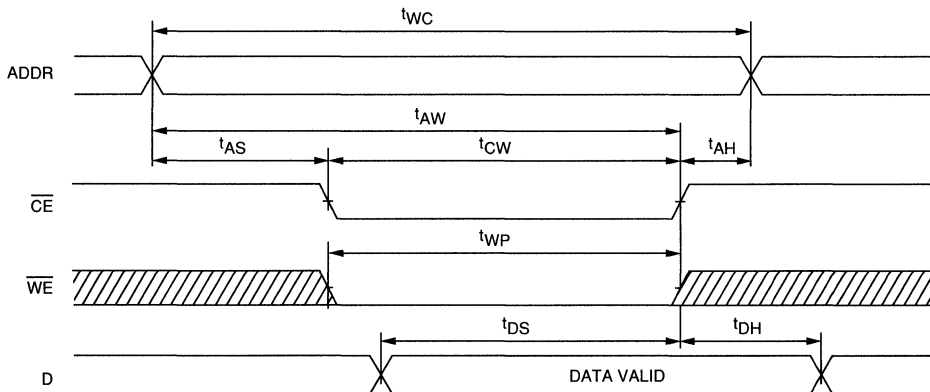 tWC
ADDR
tAW
tAS tCW tAH
CE
tWP
WE
tDS tDH
D DATA VALID